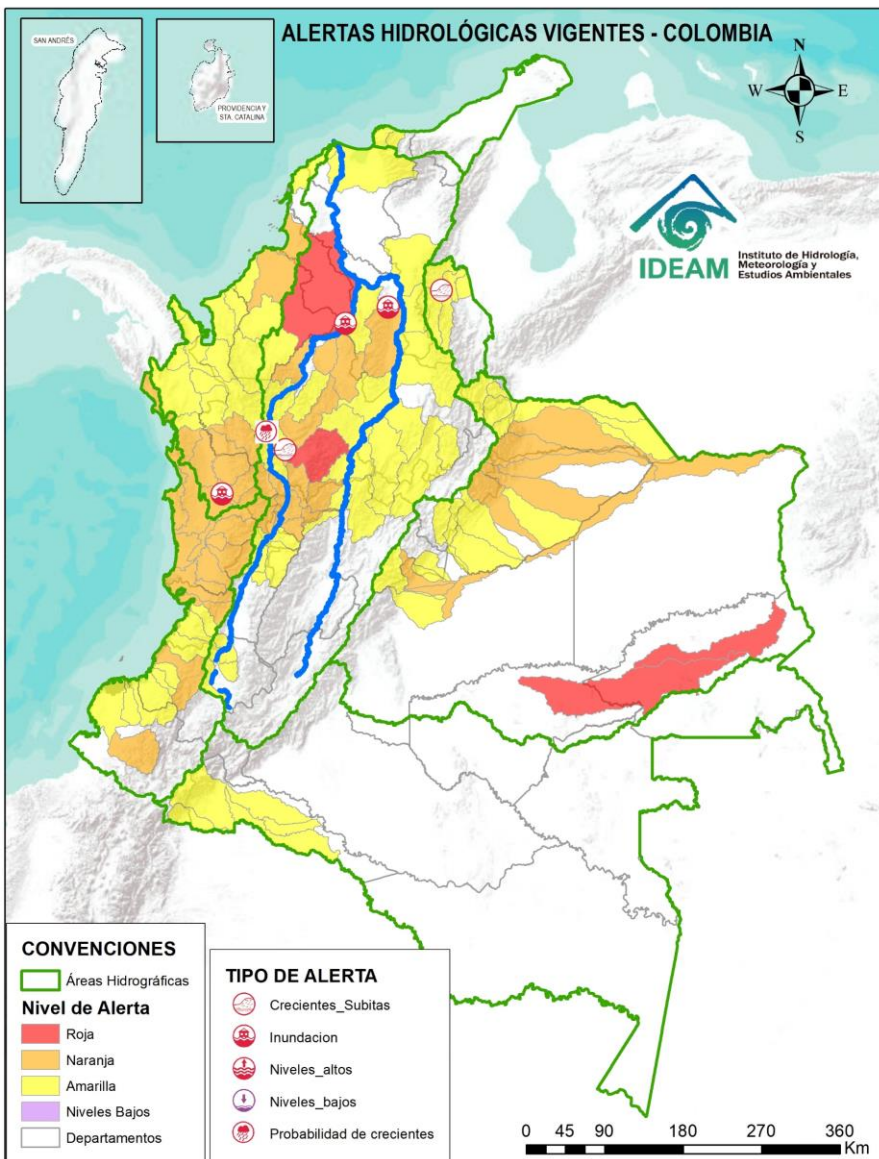 ALERTAS HIDROLÓGICAS VIGENTES - COLOMBIA
SAN ANDRÉS
PROVIDENCIA Y
STA. CATALINA
N
W
E
S
IDEAM
Instituto de Hidrología,
Meteorología y
Estudios Ambientales
CONVENCIONES
Áreas Hidrográficas
Nivel de Alerta
Roja
Naranja
Amarilla
Niveles Bajos
Departamentos
TIPO DE ALERTA
Crecientes_Subitas
Inundacion
Niveles_altos
Niveles_bajos
Probabilidad de crecientes
0 45 90 180 270 360
Km